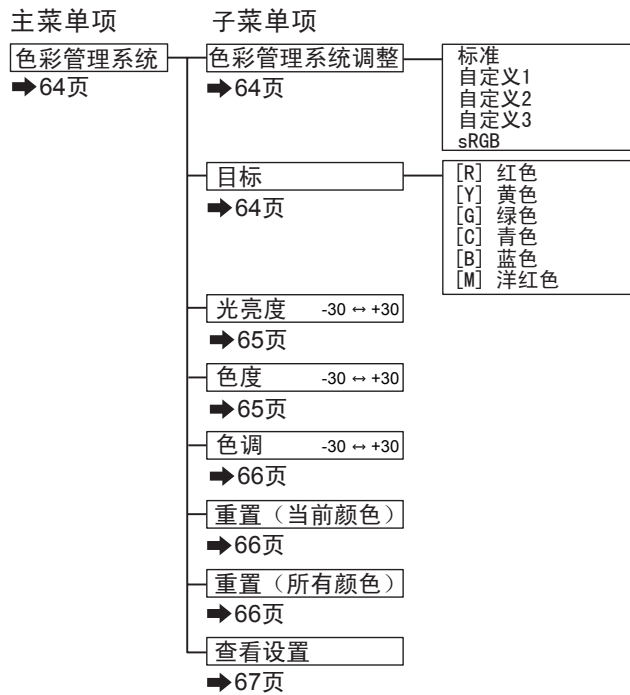 主菜单项
子菜单项
色彩管理系统
➡64页
色彩管理系统调整
➡64页
标准
自定义1
自定义2
自定义3
sRGB
目标
➡64页
[R] 红色
[Y] 黄色
[G] 绿色
[C] 青色
[B] 蓝色
[M] 洋红色
光亮度 -30 ↔ +30
➡65页
色度 -30 ↔ +30
➡65页
色调 -30 ↔ +30
➡66页
重置（当前颜色）
➡66页
重置（所有颜色）
➡66页
查看设置
➡67页